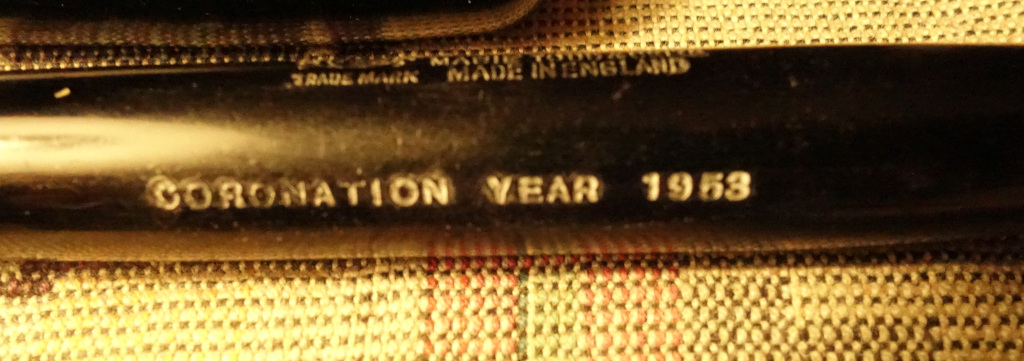 TRADE MARK MADE IN ENGLAND
CORONATION YEAR 1953